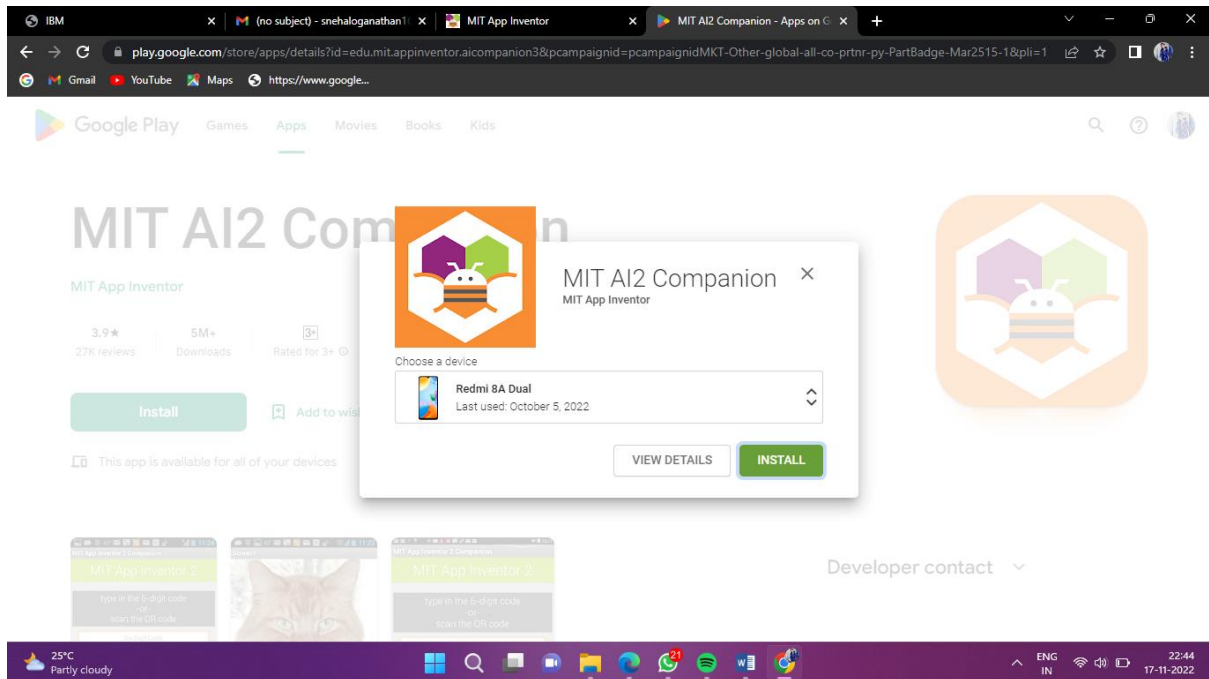 IBM
(no subject) - snehaloganathan1
MIT App Inventor
MIT AI2 Companion - Apps on G
play.google.com/store/apps/details?id=edu.mit.appinventor.aicompanion3&pcampaignid=pcampaignidMKT-Other-global-all-co-prtnr-py-PartBadge-Mar2515-1&pli=1
Gmail
YouTube
Maps
https://www.google...
Google Play
Games
Apps
Movies
Books
Kids
MIT AI2 Com
n
MIT App Inventor
3.9★
27K reviews
5M+
Downloads
3+
Rated for 3+
Install
Add to wis
This app is available for all of your devices
MIT AI2 Companion
MIT App Inventor
Choose a device
Redmi 8A Dual
Last used: October 5, 2022
VIEW DETAILS
INSTALL
MIT App Inventor 2
type in the 6-digit code
-or-
scan the QR code
MIT App Inventor 2
type in the 6-digit code
-or-
scan the QR code
Developer contact
25°C
Partly cloudy
21
ENG
IN
22:44
17-11-2022